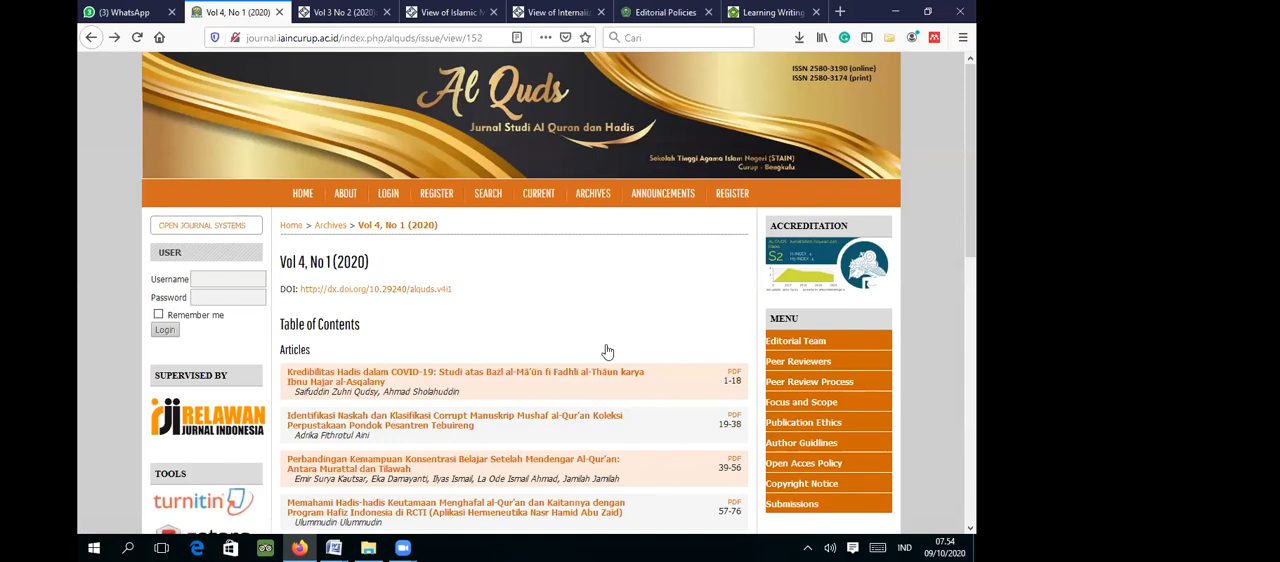 (3) WhatsApp
Vol 4, No 1 (2020)
Vol 3 No 2 (2020):
View of Islamic M
View of Internalis
Editorial Policies
Learning Writing
journal.iaincurup.ac.id/index.php/alquds/issue/view/152
Cari
Al Quds
Jurnal Studi Al Quran dan Hadis
Sekolah Tinggi Agama Islam Negeri (STAIN)
Curup - Bengkulu
ISSN 2580-3190 (online)
ISSN 2580-3174 (print)
HOME ABOUT LOGIN REGISTER SEARCH CURRENT ARCHIVES ANNOUNCEMENTS REGISTER
OPEN JOURNAL SYSTEMS
USER
Username
Password
Remember me
Login
SUPERVISED BY
RELAWAN
JURNAL INDONESIA
TOOLS
turnitin
Home > Archives > Vol 4, No 1 (2020)
Vol 4, No 1 (2020)
DOI: http://dx.doi.org/10.29240/alquds.v4i1
Table of Contents
Articles
Kredibilitas Hadis dalam COVID-19: Studi atas Bażl al-Mā'ūn fi Fadhli al-Thāun karya
Ibnu Hajar al-Asqalany
PDF
1-18
Saifuddin Zuhri Qudsy, Ahmad Sholahuddin
Identifikasi Naskah dan Klasifikasi Corrupt Manuskrip Mushaf al-Qur'an Koleksi
Perpustakaan Pondok Pesantren Tebuireng
PDF
19-38
Adrika Fithrotul Aini
Perbandingan Kemampuan Konsentrasi Belajar Setelah Mendengar Al-Qur'an:
Antara Murattal dan Tilawah
PDF
39-56
Emir Surya Kautsar, Eka Damayanti, Ilyas Ismail, La Ode Ismail Ahmad, Jamilah Jamilah
Memahami Hadis-hadis Keutamaan Menghafal al-Qur'an dan Kaitannya dengan
Program Hafiz Indonesia di RCTI (Aplikasi Hermeneutika Nasr Hamid Abu Zaid)
PDF
57-76
Ulummudin Ulummudin
ACCREDITATION
S2
MENU
Editorial Team
Peer Reviewers
Peer Review Process
Focus and Scope
Publication Ethics
Author Guidlines
Open Acces Policy
Copyright Notice
Submissions
IND
07.54
09/10/2020